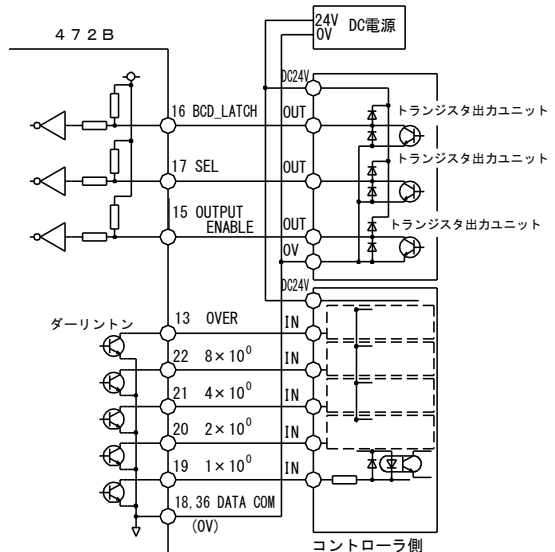 24V
0V
DC電源
472B
DC24V
トランジスタ出力ユニット
16 BCD_LATCH
OUT
トランジスタ出力ユニット
17 SEL
OUT
15 OUTPUT
ENABLE
OUT
トランジスタ出力ユニット
0V
DC24V
ダーリントン
13 OVER
IN
22 8×10⁰
IN
21 4×10⁰
IN
20 2×10⁰
IN
19 1×10⁰
IN
18,36 DATA COM
(0V)
コントローラ側